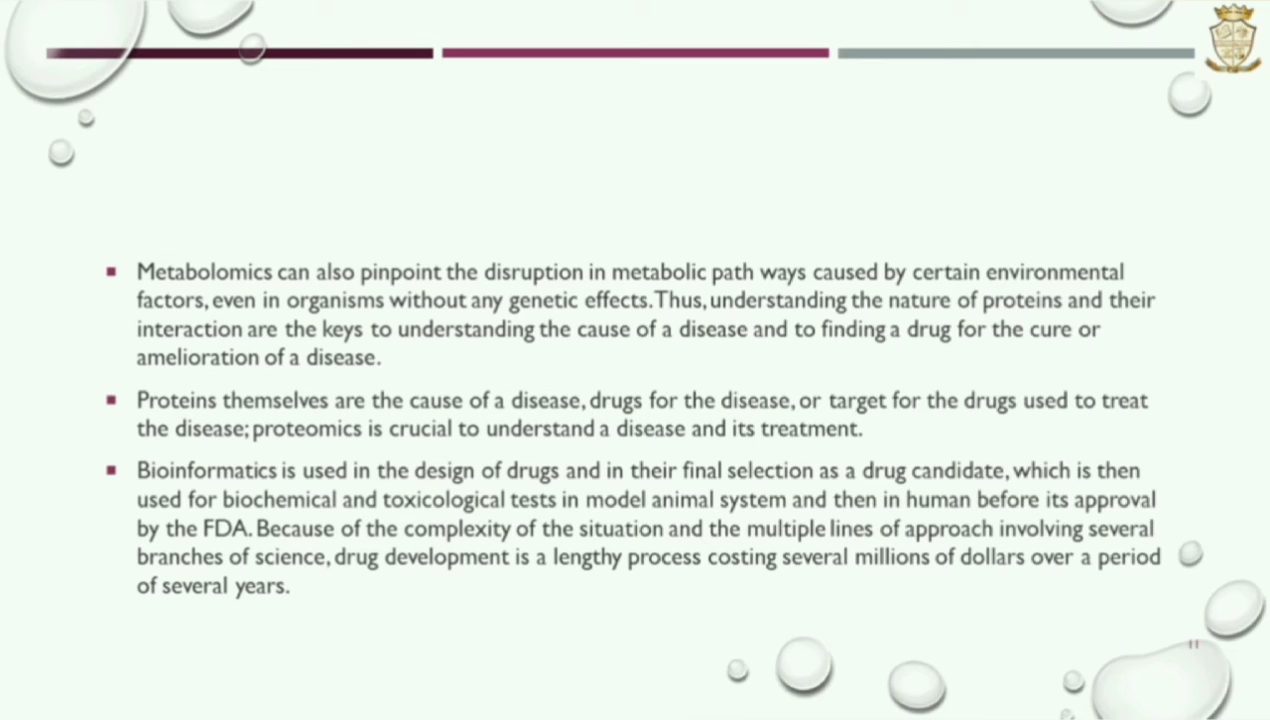 Metabolomics can also pinpoint the disruption in metabolic path ways caused by certain environmental
factors, even in organisms without any genetic effects. Thus, understanding the nature of proteins and their
interaction are the keys to understanding the cause of a disease and to finding a drug for the cure or
amelioration of a disease.
Proteins themselves are the cause of a disease, drugs for the disease, or target for the drugs used to treat
the disease; proteomics is crucial to understand a disease and its treatment.
Bioinformatics is used in the design of drugs and in their final selection as a drug candidate, which is then
used for biochemical and toxicological tests in model animal system and then in human before its approval
by the FDA. Because of the complexity of the situation and the multiple lines of approach involving several
branches of science, drug development is a lengthy process costing several millions of dollars over a period
of several years.
11